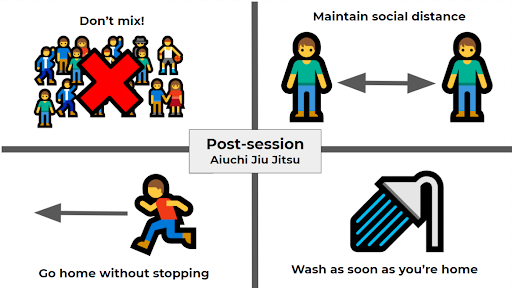 Don't mix!
Maintain social distance
Post-session
Aiuchi Jiu Jitsu
Go home without stopping
Wash as soon as you're home